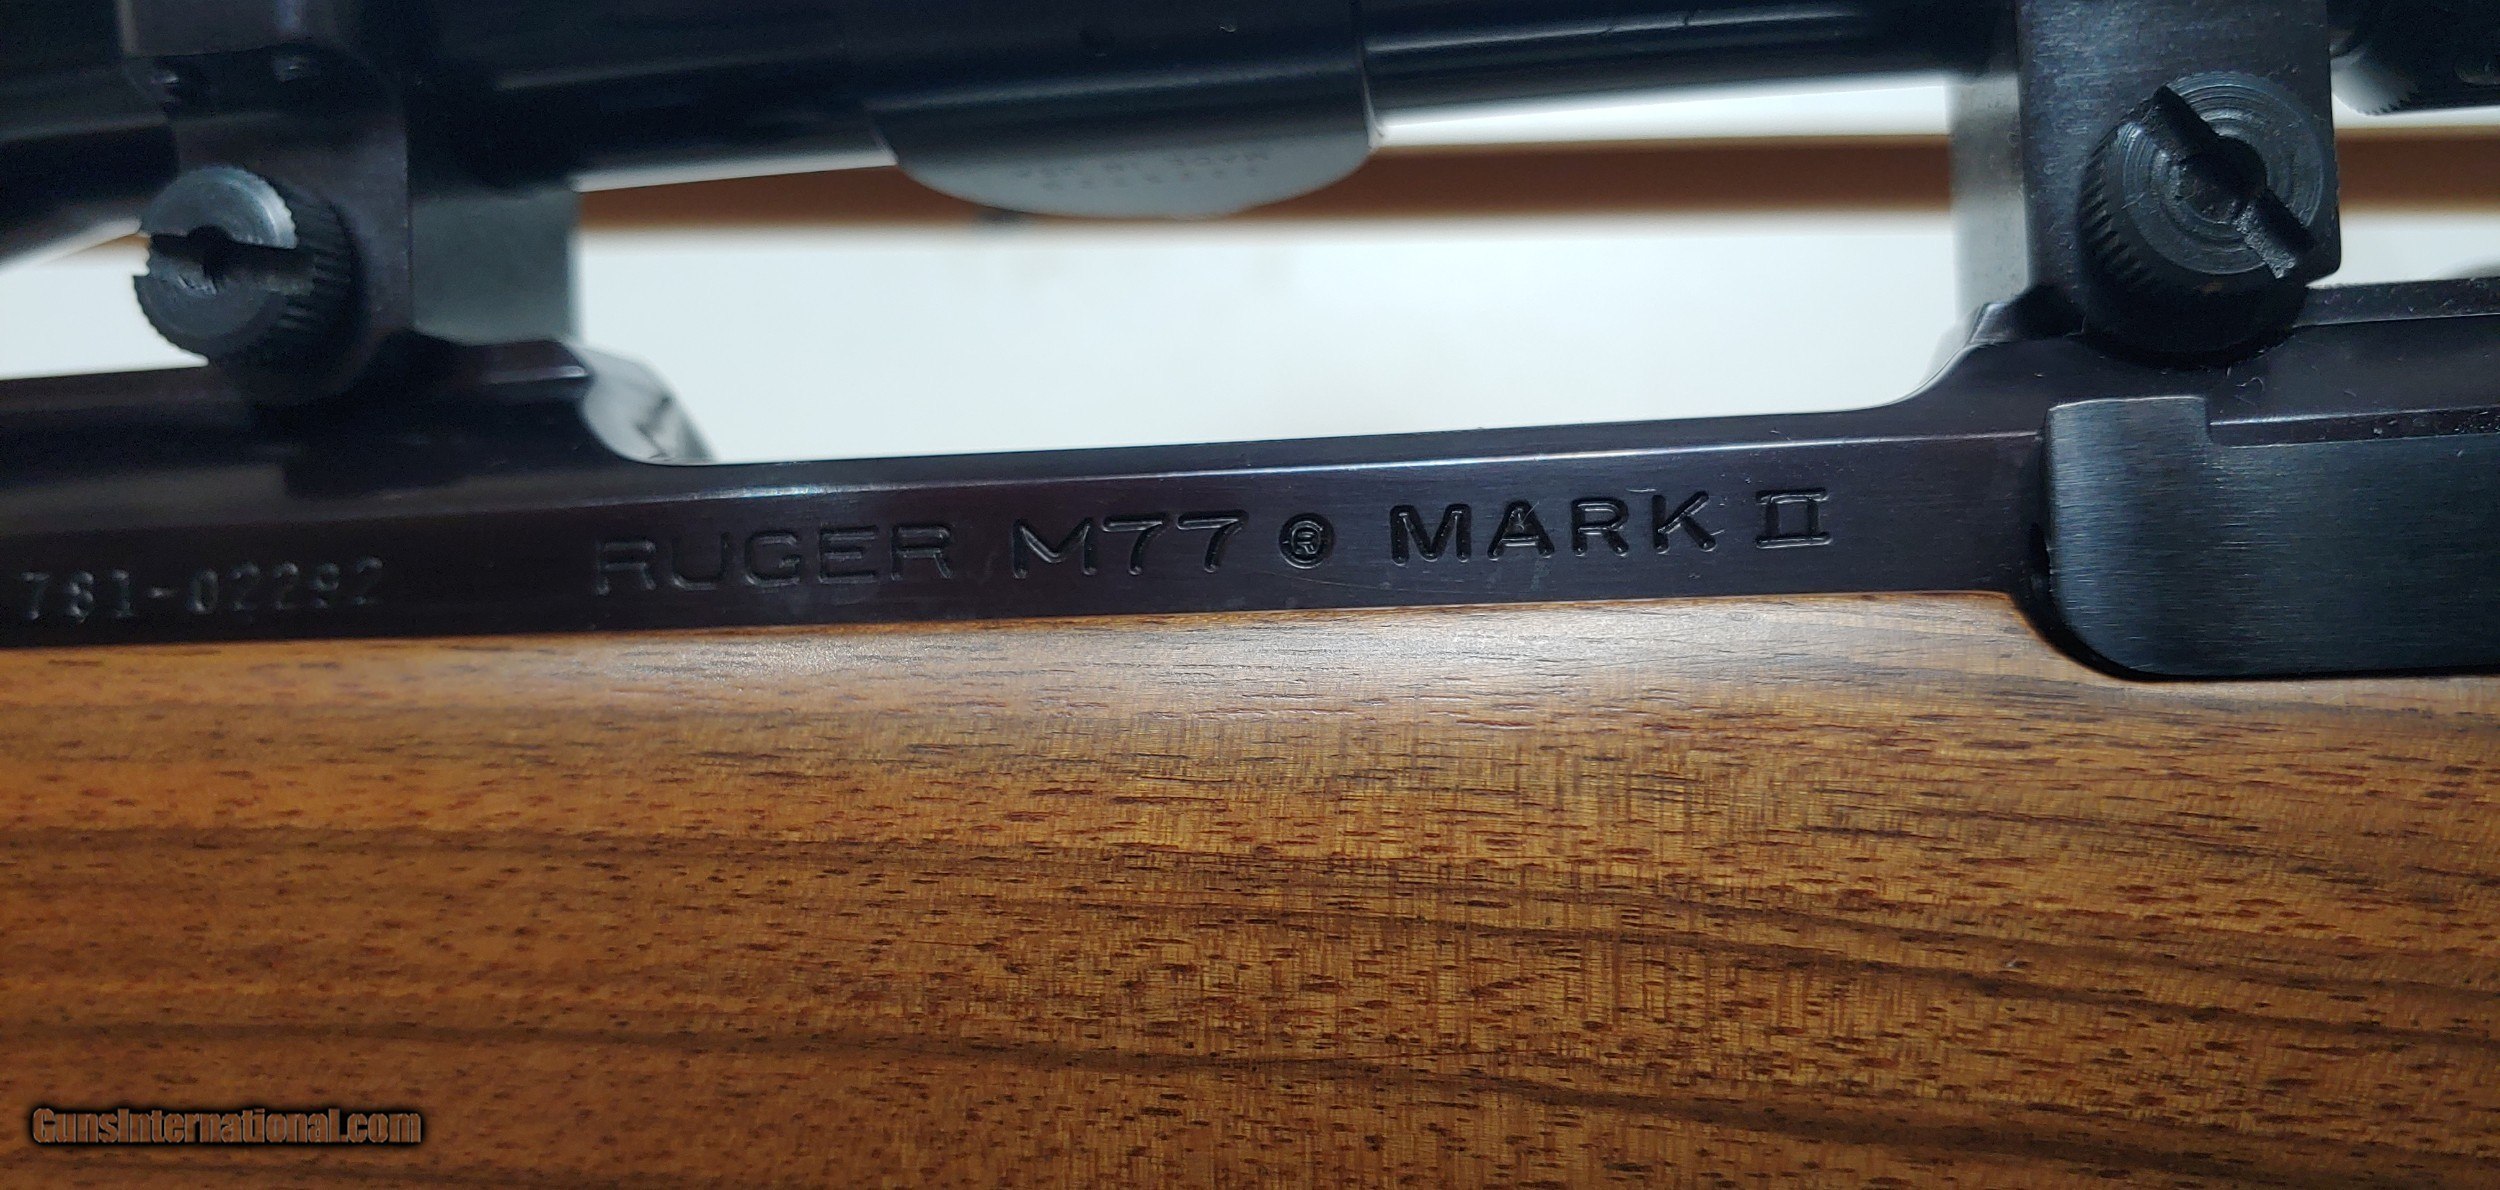 781-02292
RUGER M77 ® MARK II
GunsInternational.com